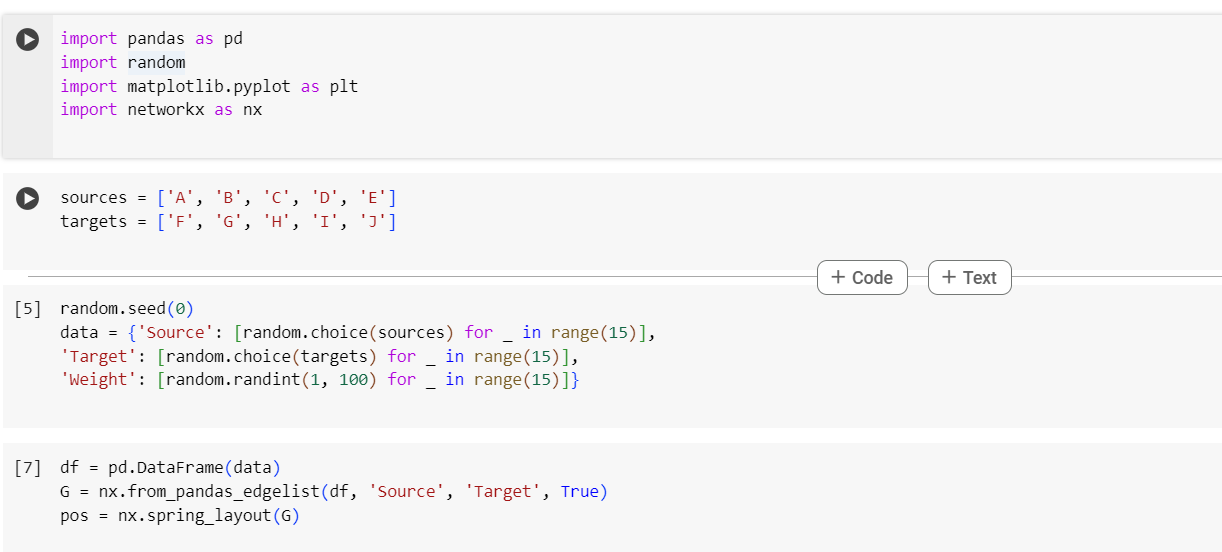 import pandas as pd
import random
import matplotlib.pyplot as plt
import networkx as nx
sources = ['A', 'B', 'C', 'D', 'E']
targets = ['F', 'G', 'H', 'I', 'J']
+ Code + Text
[5] random.seed(0)
data = {'Source': [random.choice(sources) for _ in range(15)],
'Target': [random.choice(targets) for _ in range(15)],
'Weight': [random.randint(1, 100) for _ in range(15)]}
[7] df = pd.DataFrame(data)
G = nx.from_pandas_edgelist(df, 'Source', 'Target', True)
pos = nx.spring_layout(G)